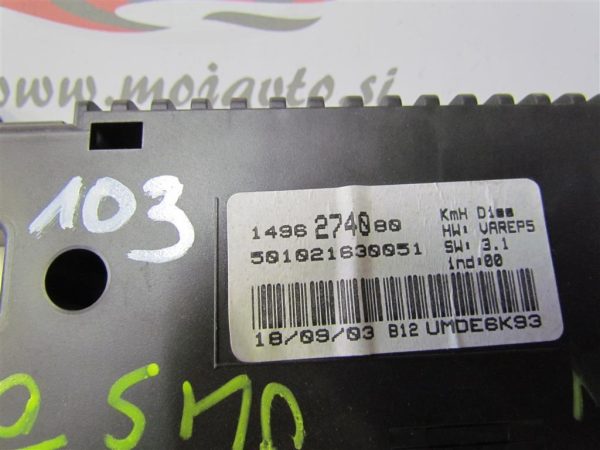 www.mojavto.si
103
1496 2740 80
501021630051
KmH Dies
HW: VAREP5
SW: 3.1
ind:00
18/09/03 B12 UMDE6K93